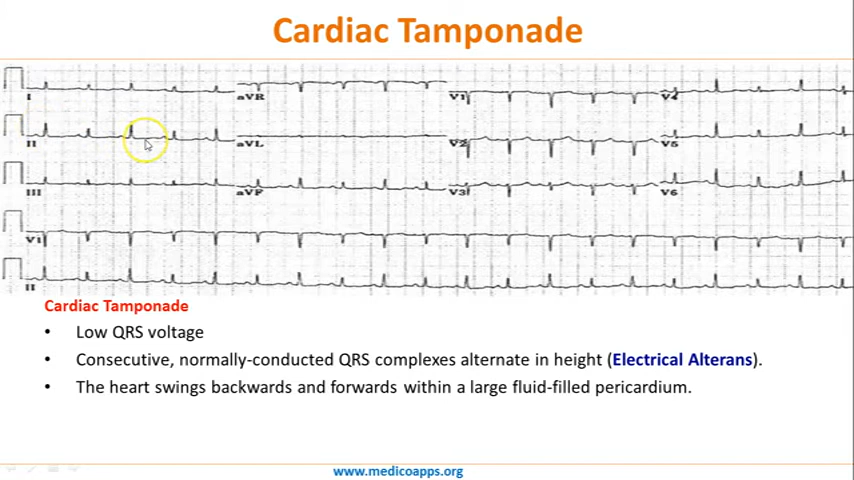 Cardiac Tamponade
I aVR V1 V4
II aVL V2 V5
III aVF V3 V6
V1
II
Cardiac Tamponade
• Low QRS voltage
• Consecutive, normally-conducted QRS complexes alternate in height (Electrical Alterans).
• The heart swings backwards and forwards within a large fluid-filled pericardium.
www.medicoapps.org